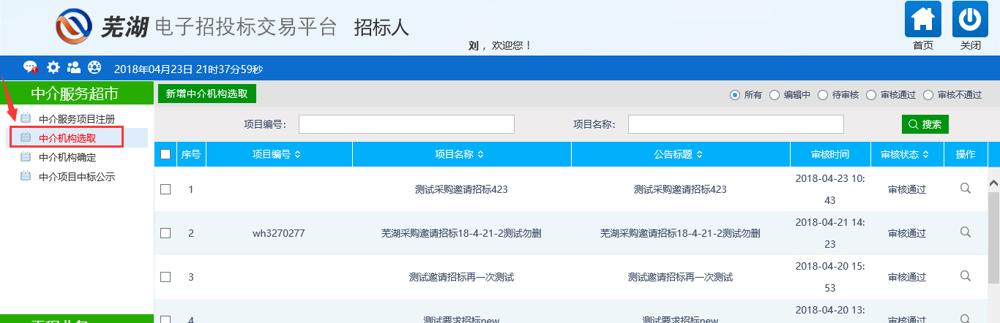 芜湖 电子招投标交易平台 招标人
刘 ，欢迎您！
首页 关闭
2018年04月23日 21时37分59秒
中介服务超市
中介服务项目注册
中介机构选取
中介机构确定
中介项目中标公示
新增中介机构选取
所有 编辑中 待审核 审核通过 审核不通过
项目编号： 项目名称： 搜索
序号 项目编号 项目名称 公告标题 审核时间 审核状态 操作
1 测试采购邀请招标423 测试采购邀请招标423 2018-04-23 10:
43 审核通过
2 wh3270277 芜湖采购邀请招标18-4-21-2测试勿删 芜湖采购邀请招标18-4-21-2测试勿删 2018-04-21 14:
23 审核通过
3 测试邀请招标再一次测试 测试邀请招标再一次测试 2018-04-20 15:
53 审核通过
4 测试要求招标new 测试要求招标new 2018-04-20 13: